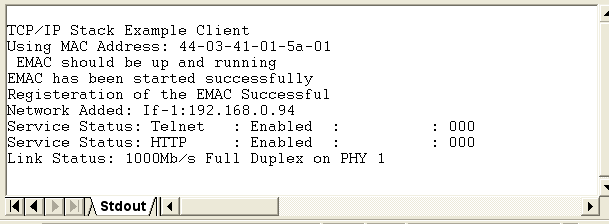 TCP/IP Stack Example Client
Using MAC Address: 44-03-41-01-5a-01
 EMAC should be up and running
EMAC has been started successfully
Registeration of the EMAC Successful
Network Added: If-1:192.168.0.94
Service Status: Telnet   : Enabled  :          : 000
Service Status: HTTP     : Enabled  :          : 000
Link Status: 1000Mb/s Full Duplex on PHY 1
Stdout